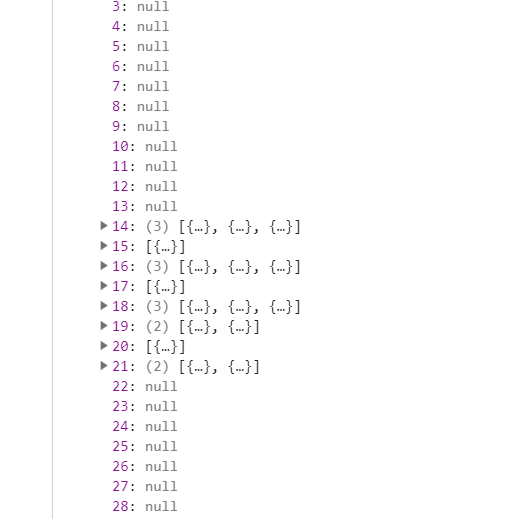 3: null
4: null
5: null
6: null
7: null
8: null
9: null
10: null
11: null
12: null
13: null
14: (3) [{…}, {…}, {…}]
15: [{…}]
16: (3) [{…}, {…}, {…}]
17: [{…}]
18: (3) [{…}, {…}, {…}]
19: (2) [{…}, {…}]
20: [{…}]
21: (2) [{…}, {…}]
22: null
23: null
24: null
25: null
26: null
27: null
28: null